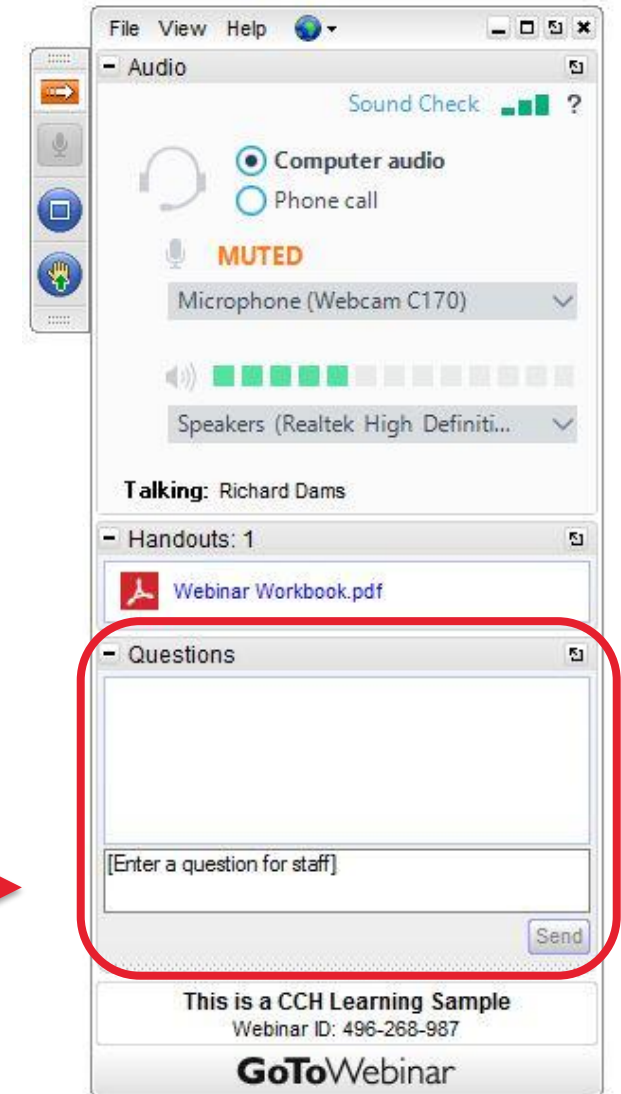 File View Help
- Audio
Sound Check ?
Computer audio
Phone call
MUTED
Microphone (Webcam C170)
Speakers (Realtek High Definiti...
Talking: Richard Dams
- Handouts: 1
Webinar Workbook.pdf
- Questions
[Enter a question for staff]
Send
This is a CCH Learning Sample
Webinar ID: 496-268-987
GoToWebinar